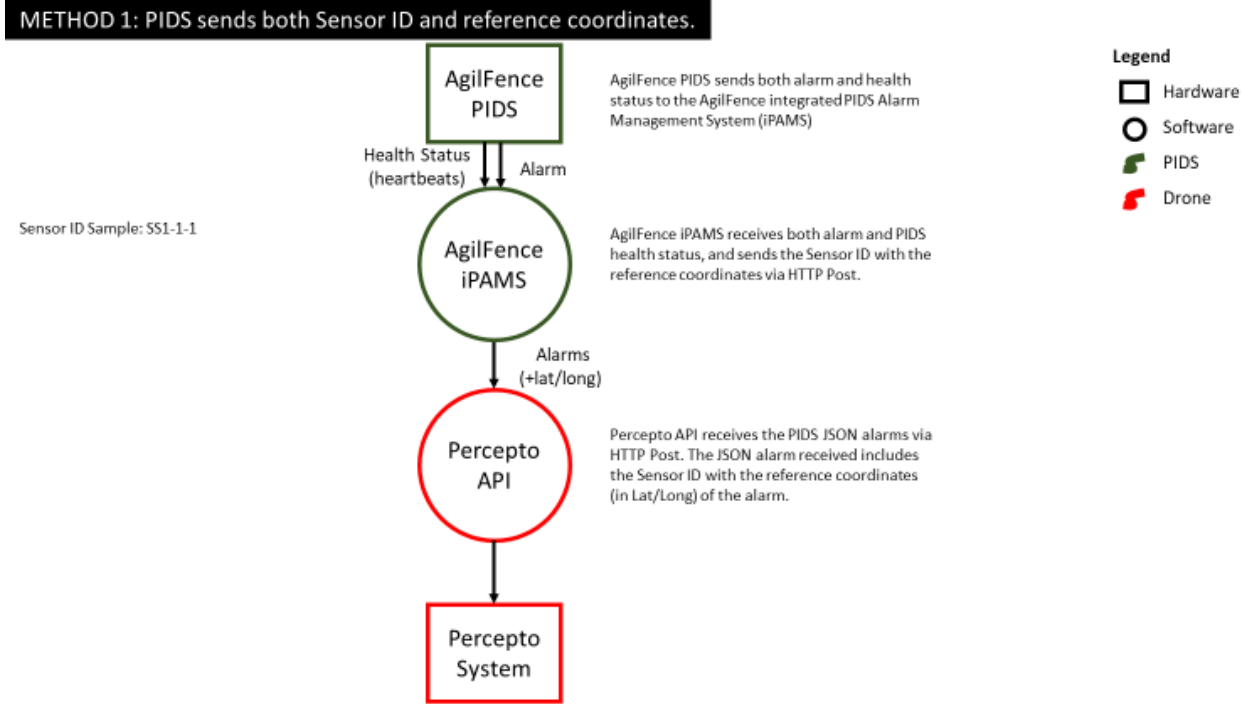 METHOD 1: PIDS sends both Sensor ID and reference coordinates.
AgilFence
PIDS
AgilFence PIDS sends both alarm and health
status to the AgilFence integrated PIDS Alarm
Management System (iPAMS)
Legend
Hardware
Software
PIDS
Drone
Health Status
(heartbeats)
Alarm
Sensor ID Sample: SS1-1-1
AgilFence
iPAMS
AgilFence iPAMS receives both alarm and PIDS
health status, and sends the Sensor ID with the
reference coordinates via HTTP Post.
Alarms
(+lat/long)
Percepto
API
Percepto API receives the PIDS JSON alarms via
HTTP Post. The JSON alarm received includes
the Sensor ID with the reference coordinates
(in Lat/Long) of the alarm.
Percepto
System